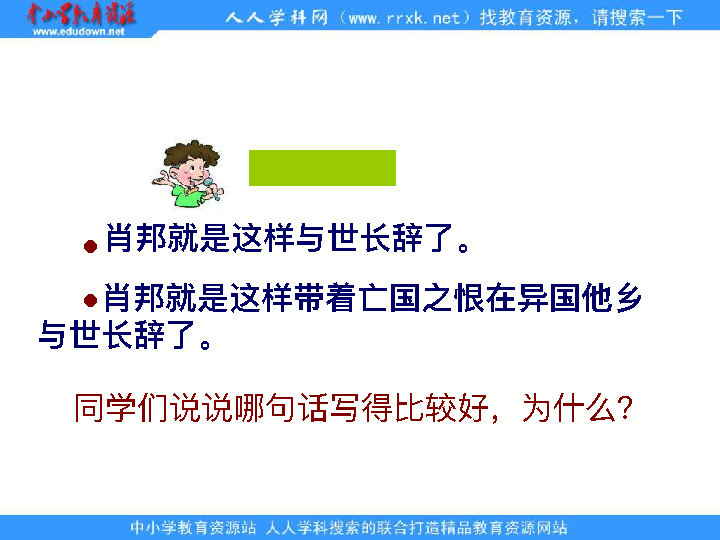 中小学教育资源
www.edudown.net
人人学科网（www.rrxk.net）找教育资源，请搜索一下
肖邦就是这样与世长辞了。
肖邦就是这样带着亡国之恨在异国他乡
与世长辞了。
同学们说说哪句话写得比较好，为什么？
中小学教育资源站 人人学科搜索的联合打造精品教育资源网站